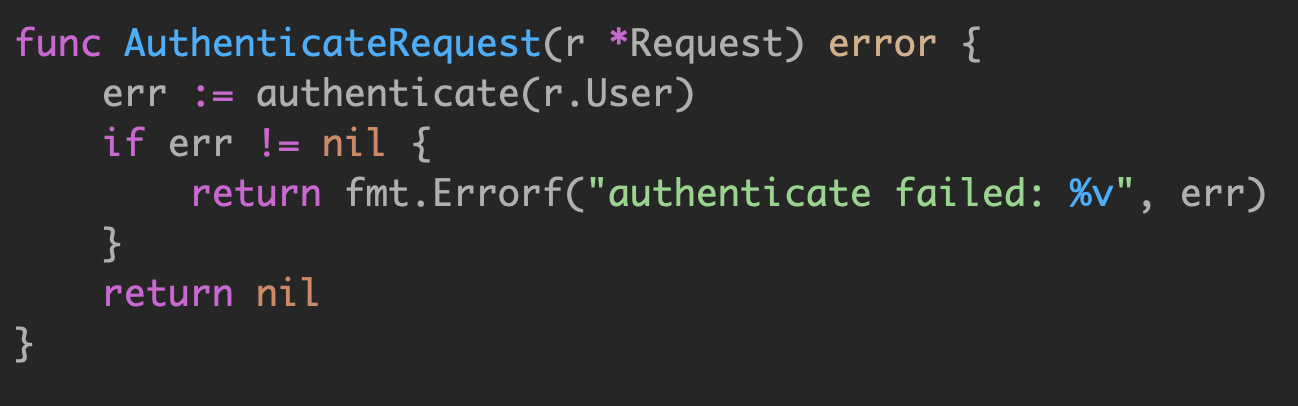 func AuthenticateRequest(r *Request) error {
    err := authenticate(r.User)
    if err != nil {
        return fmt.Errorf("authenticate failed: %v", err)
    }
    return nil
}